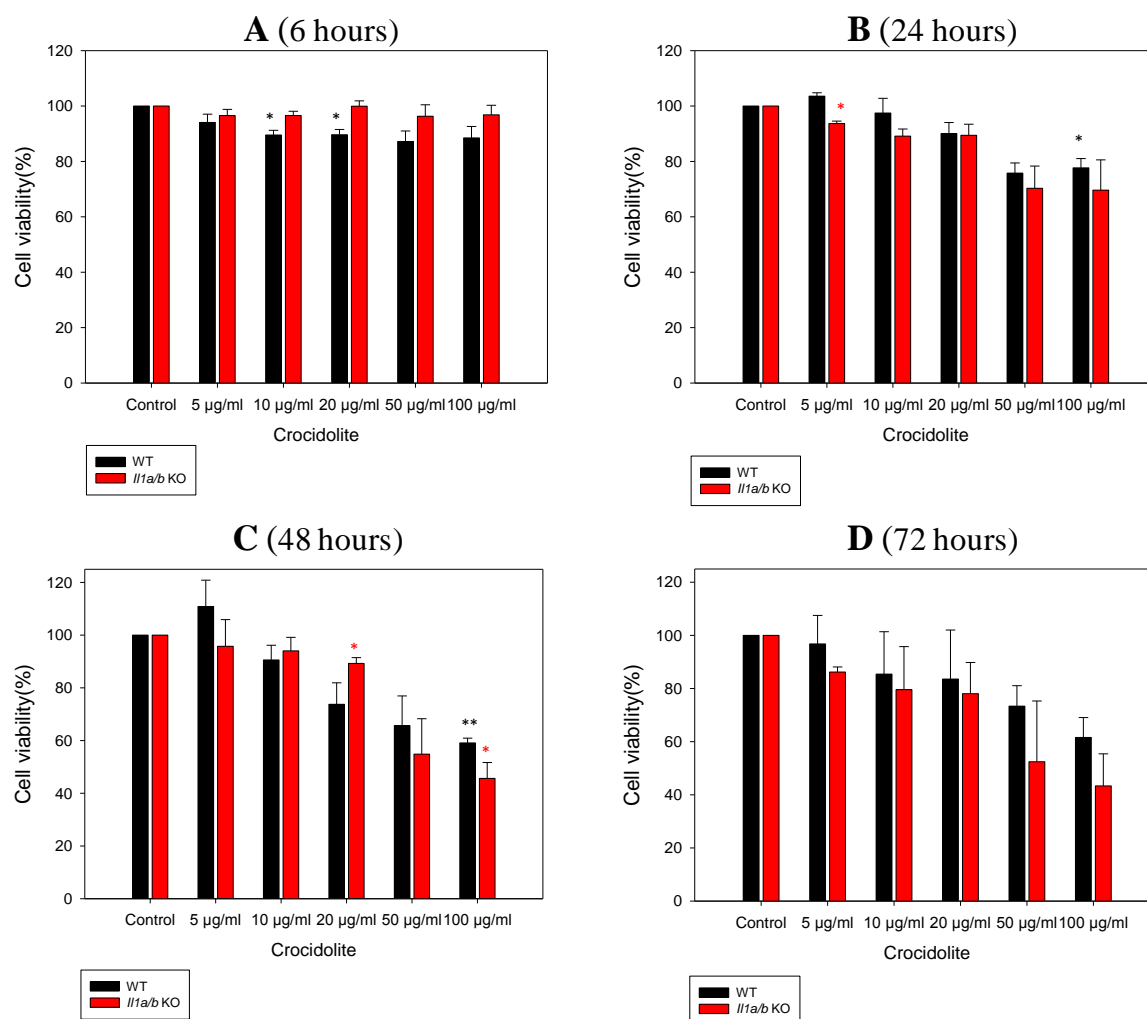 A (6 hours)
120
100
80
60
40
20
0
Cell viability(%)
*
*
Control 5 µg/ml 10 µg/ml 20 µg/ml 50 µg/ml 100 µg/ml
Crocidolite
WT
Il1a/b KO
B (24 hours)
120
100
80
60
40
20
0
Cell viability(%)
*
*
Control 5 µg/ml 10 µg/ml 20 µg/ml 50 µg/ml 100 µg/ml
Crocidolite
WT
Il1a/b KO
C (48 hours)
120
100
80
60
40
20
0
Cell viability(%)
*
**
*
Control 5 µg/ml 10 µg/ml 20 µg/ml 50 µg/ml 100 µg/ml
Crocidolite
WT
Il1a/b KO
D (72 hours)
120
100
80
60
40
20
0
Cell viability(%)
Control 5 µg/ml 10 µg/ml 20 µg/ml 50 µg/ml 100 µg/ml
Crocidolite
WT
Il1a/b KO